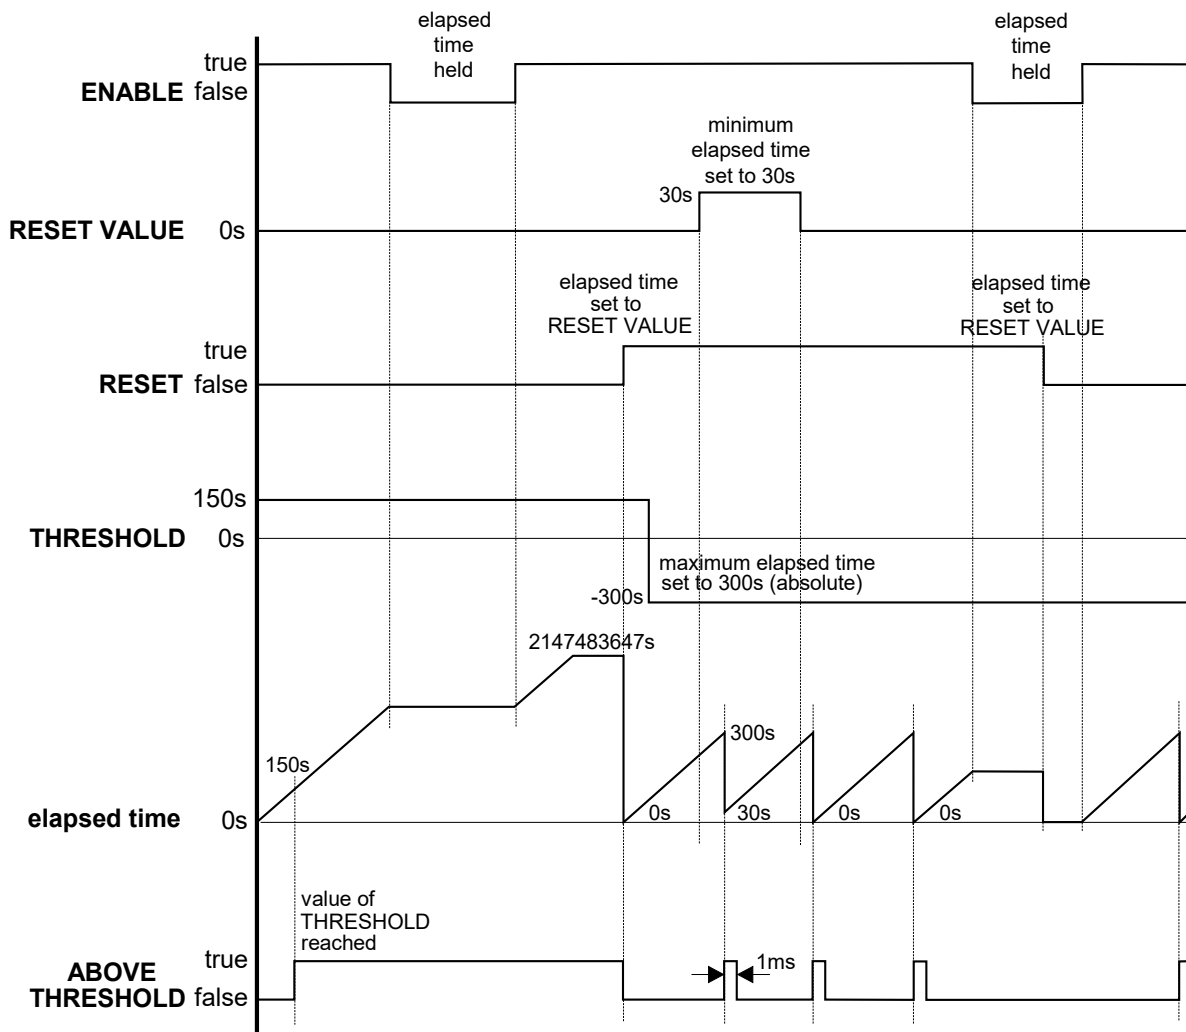 elapsed
time
held
elapsed
time
held
true
ENABLE false
minimum
elapsed time
set to 30s
30s
RESET VALUE 0s
elapsed time
set to
RESET VALUE
elapsed time
set to
RESET VALUE
true
RESET false
150s
THRESHOLD 0s
maximum elapsed time
set to 300s (absolute)
-300s
2147483647s
150s
300s
elapsed time 0s
0s
30s
0s
0s
value of
THRESHOLD
reached
true
ABOVE
THRESHOLD false
1ms